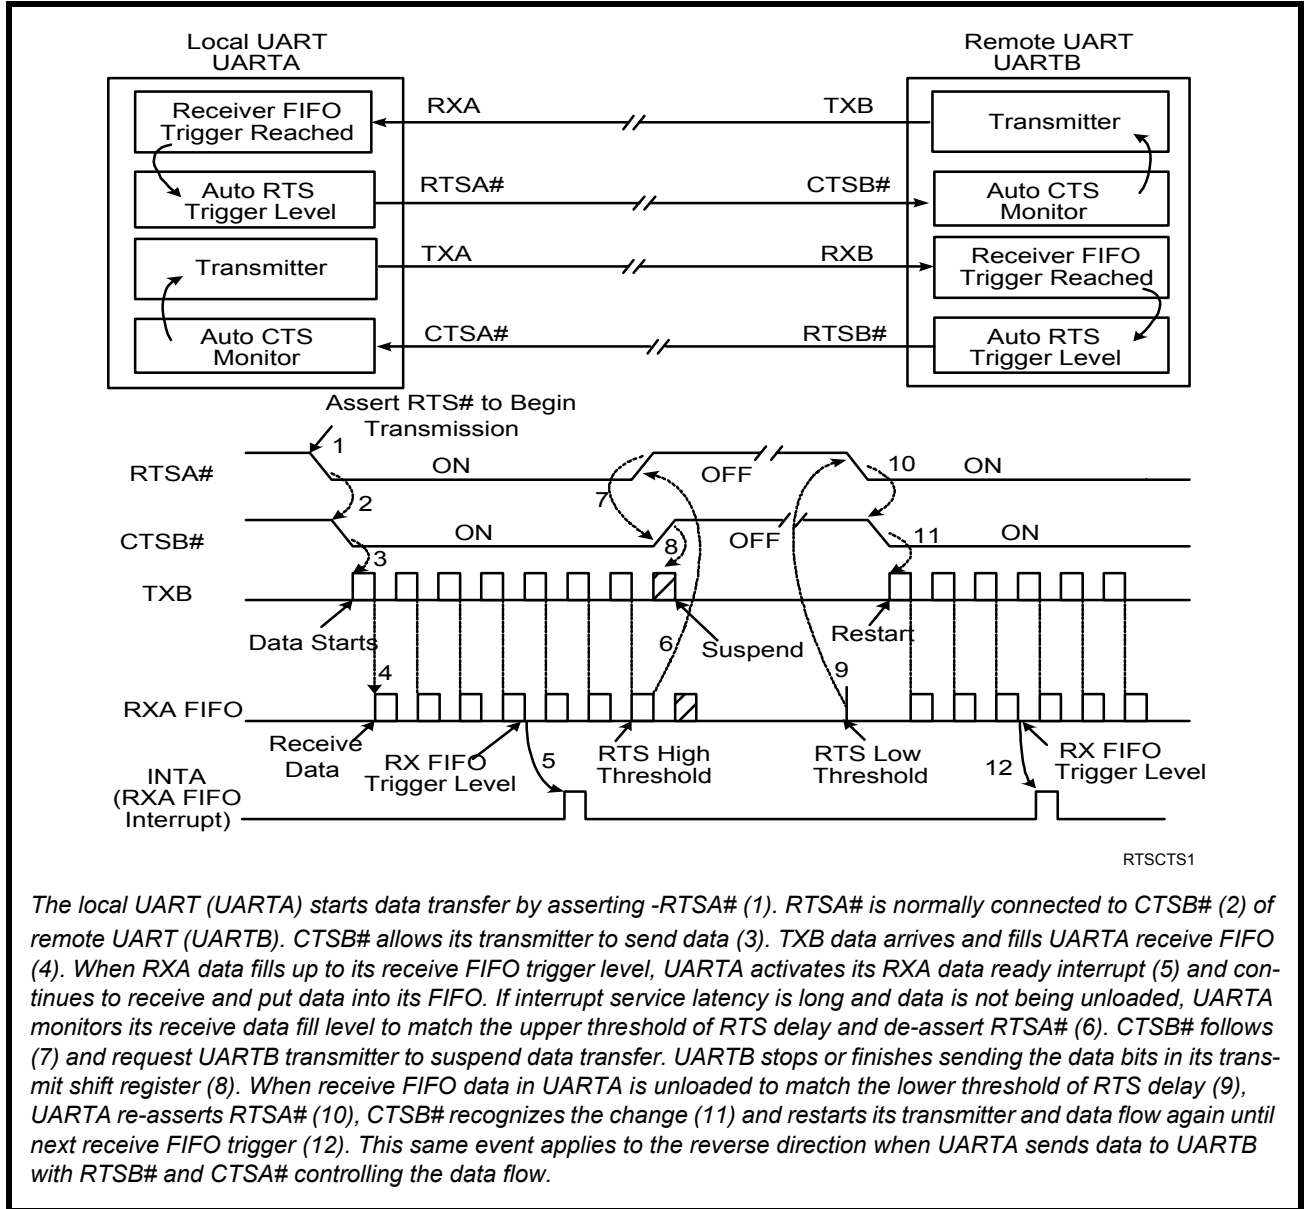 Local UART
UARTA
Remote UART
UARTB
Receiver FIFO
Trigger Reached
RXA
TXB
Transmitter
Auto RTS
Trigger Level
RTSA#
CTSB#
Auto CTS
Monitor
Transmitter
TXA
RXB
Receiver FIFO
Trigger Reached
Auto CTS
Monitor
CTSA#
RTSB#
Auto RTS
Trigger Level
Assert RTS# to Begin
Transmission
1
RTSA#
ON
OFF
10
ON
2
7
CTSB#
ON
OFF
11
ON
3
8
TXB
Data Starts
6
Suspend
Restart
4
9
RXA FIFO
Receive
Data
RX FIFO
Trigger Level
5
RTS High
Threshold
RTS Low
Threshold
12
RX FIFO
Trigger Level
INTA
(RXA FIFO
Interrupt)
RTSCTS1
The local UART (UARTA) starts data transfer by asserting -RTSA# (1). RTSA# is normally connected to CTSB# (2) of
remote UART (UARTB). CTSB# allows its transmitter to send data (3). TXB data arrives and fills UARTA receive FIFO
(4). When RXA data fills up to its receive FIFO trigger level, UARTA activates its RXA data ready interrupt (5) and con-
tinues to receive and put data into its FIFO. If interrupt service latency is long and data is not being unloaded, UARTA
monitors its receive data fill level to match the upper threshold of RTS delay and de-assert RTSA# (6). CTSB# follows
(7) and request UARTB transmitter to suspend data transfer. UARTB stops or finishes sending the data bits in its trans-
mit shift register (8). When receive FIFO data in UARTA is unloaded to match the lower threshold of RTS delay (9),
UARTA re-asserts RTSA# (10), CTSB# recognizes the change (11) and restarts its transmitter and data flow again until
next receive FIFO trigger (12). This same event applies to the reverse direction when UARTA sends data to UARTB
with RTSB# and CTSA# controlling the data flow.